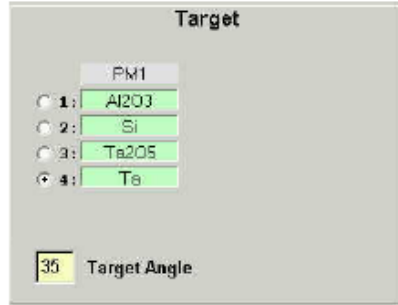 Target
PM1
1: Al2O3
2: Si
3: Ta2O5
4: Ta
35 Target Angle